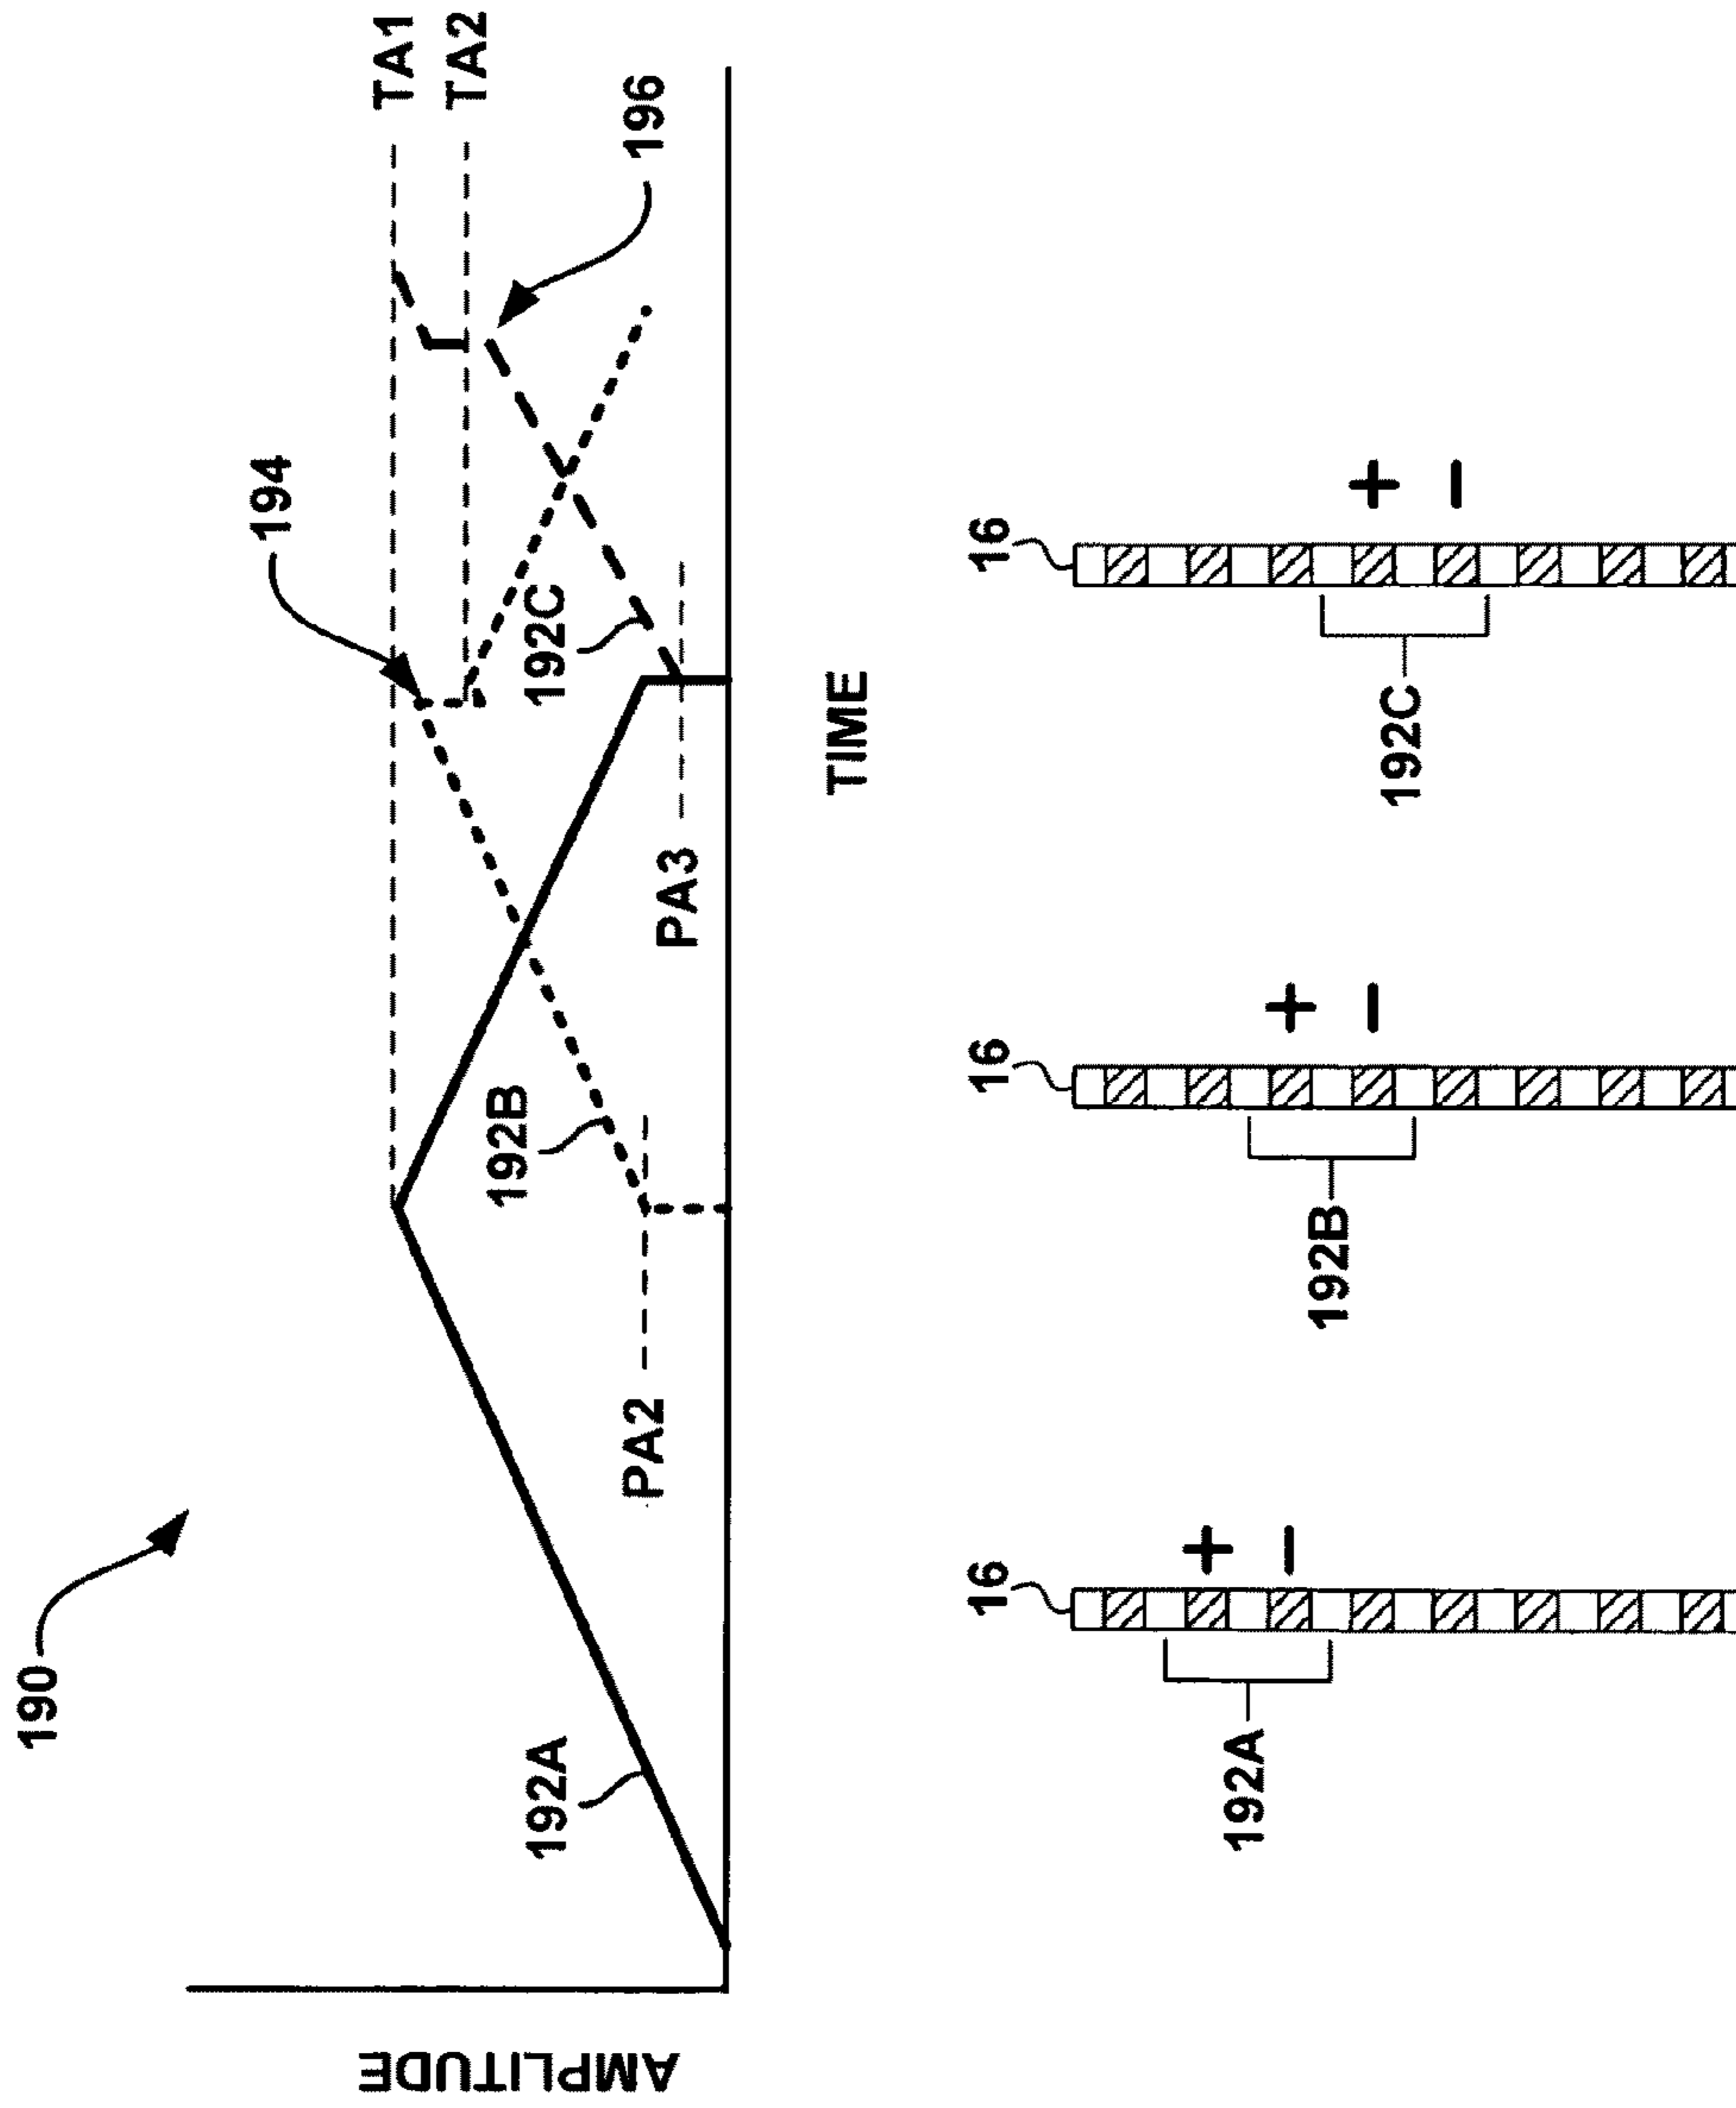 190
194
TA1
TA2
192B
AMPLITUDE
192A
192C
PA2
196
PA3
TIME
16
16
16
+
−
192A
+
−
192B
+
−
192C